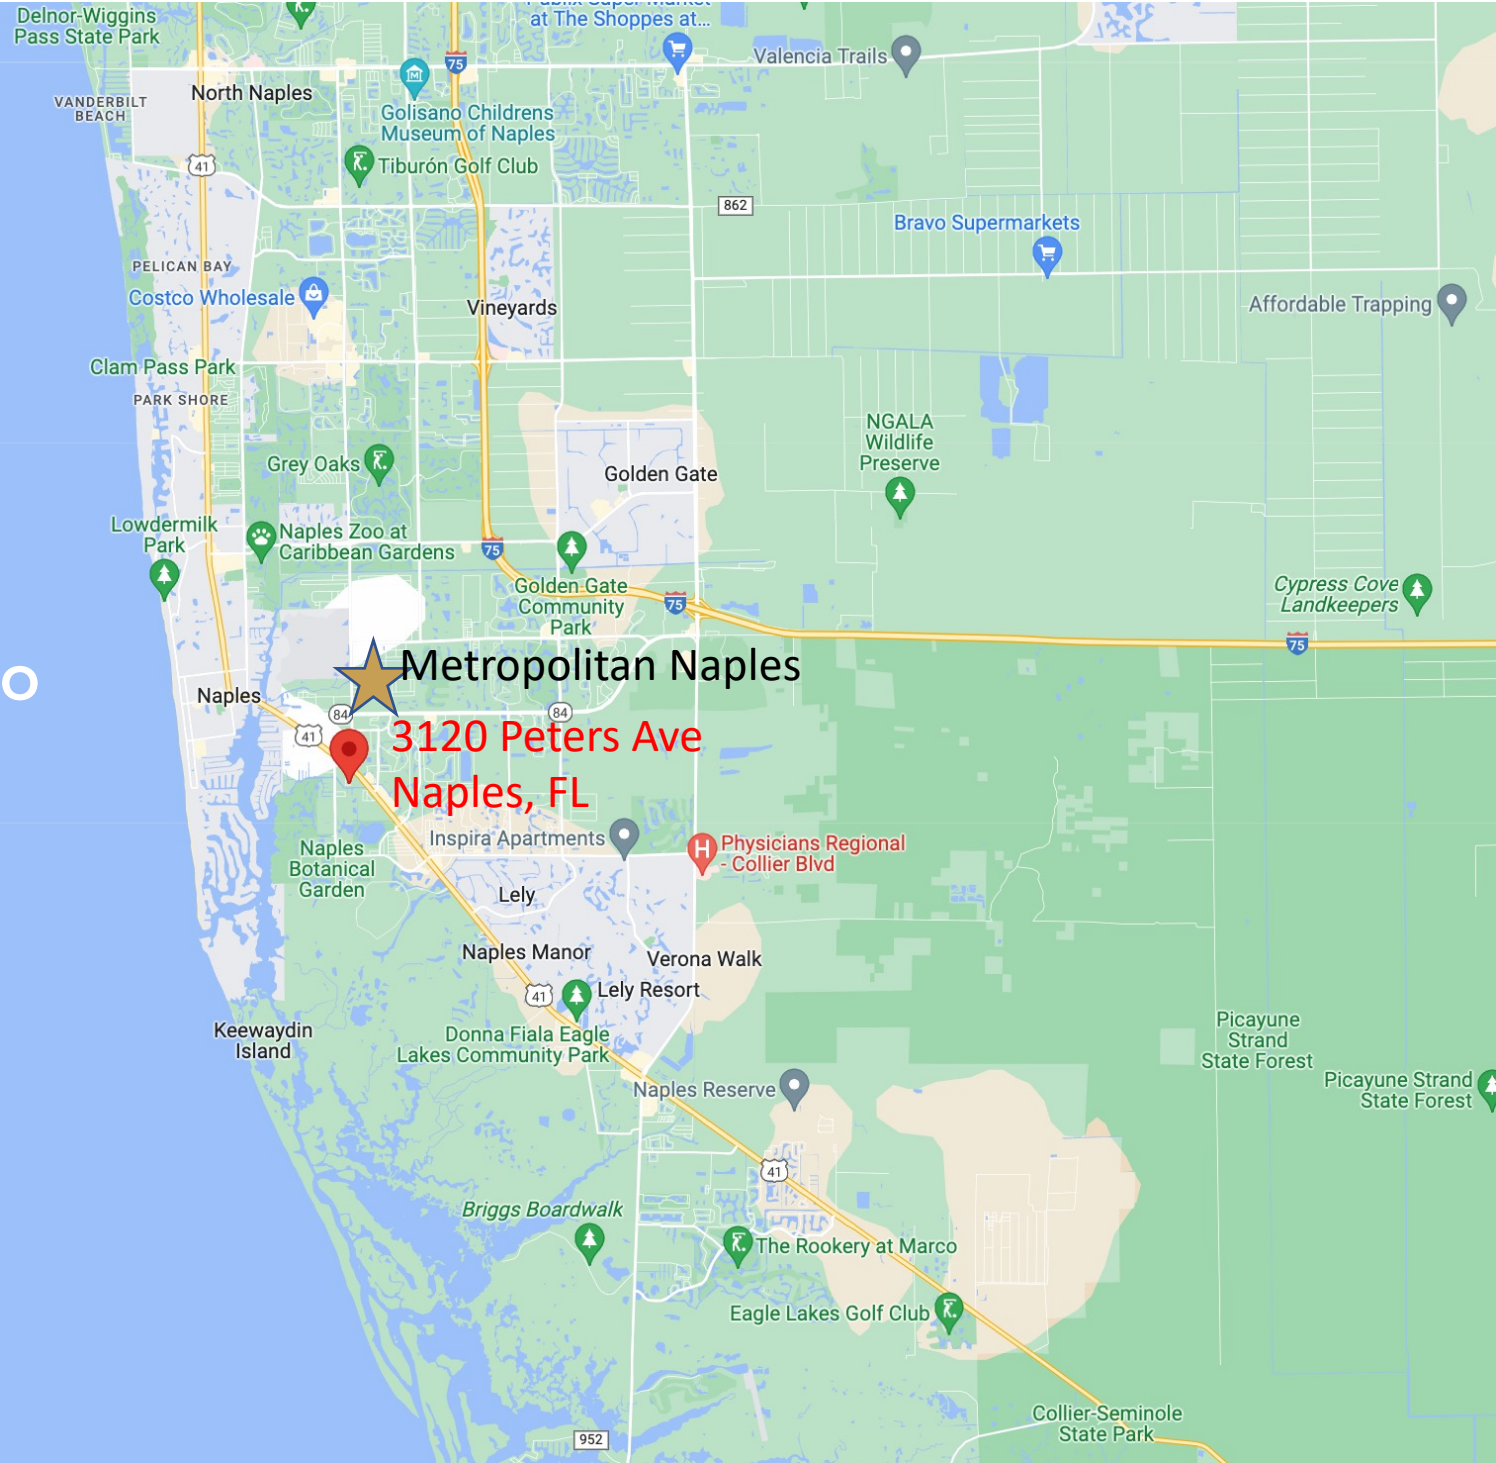 Delnor-Wiggins
Pass State Park
Publix Super Market
at The Shoppes at...
Valencia Trails
75
VANDERBILT
BEACH
North Naples
Golisano Childrens
Museum of Naples
41
Tiburón Golf Club
862
Bravo Supermarkets
PELICAN BAY
Costco Wholesale
Vineyards
Affordable Trapping
Clam Pass Park
PARK SHORE
NGALA
Wildlife
Preserve
Grey Oaks
Golden Gate
Lowdermilk
Park
Naples Zoo at
Caribbean Gardens
75
Golden Gate
Community
Park
75
Cypress Cove
Landkeepers
75
Metropolitan Naples
Naples
84
84
41
3120 Peters Ave
Naples, FL
Inspira Apartments
H
Physicians Regional
- Collier Blvd
Naples
Botanical
Garden
Lely
Naples Manor
Verona Walk
41
Lely Resort
Keewaydin
Island
Donna Fiala Eagle
Lakes Community Park
Picayune
Strand
State Forest
Naples Reserve
Picayune Strand
State Forest
41
Briggs Boardwalk
The Rookery at Marco
Eagle Lakes Golf Club
Collier-Seminole
State Park
952